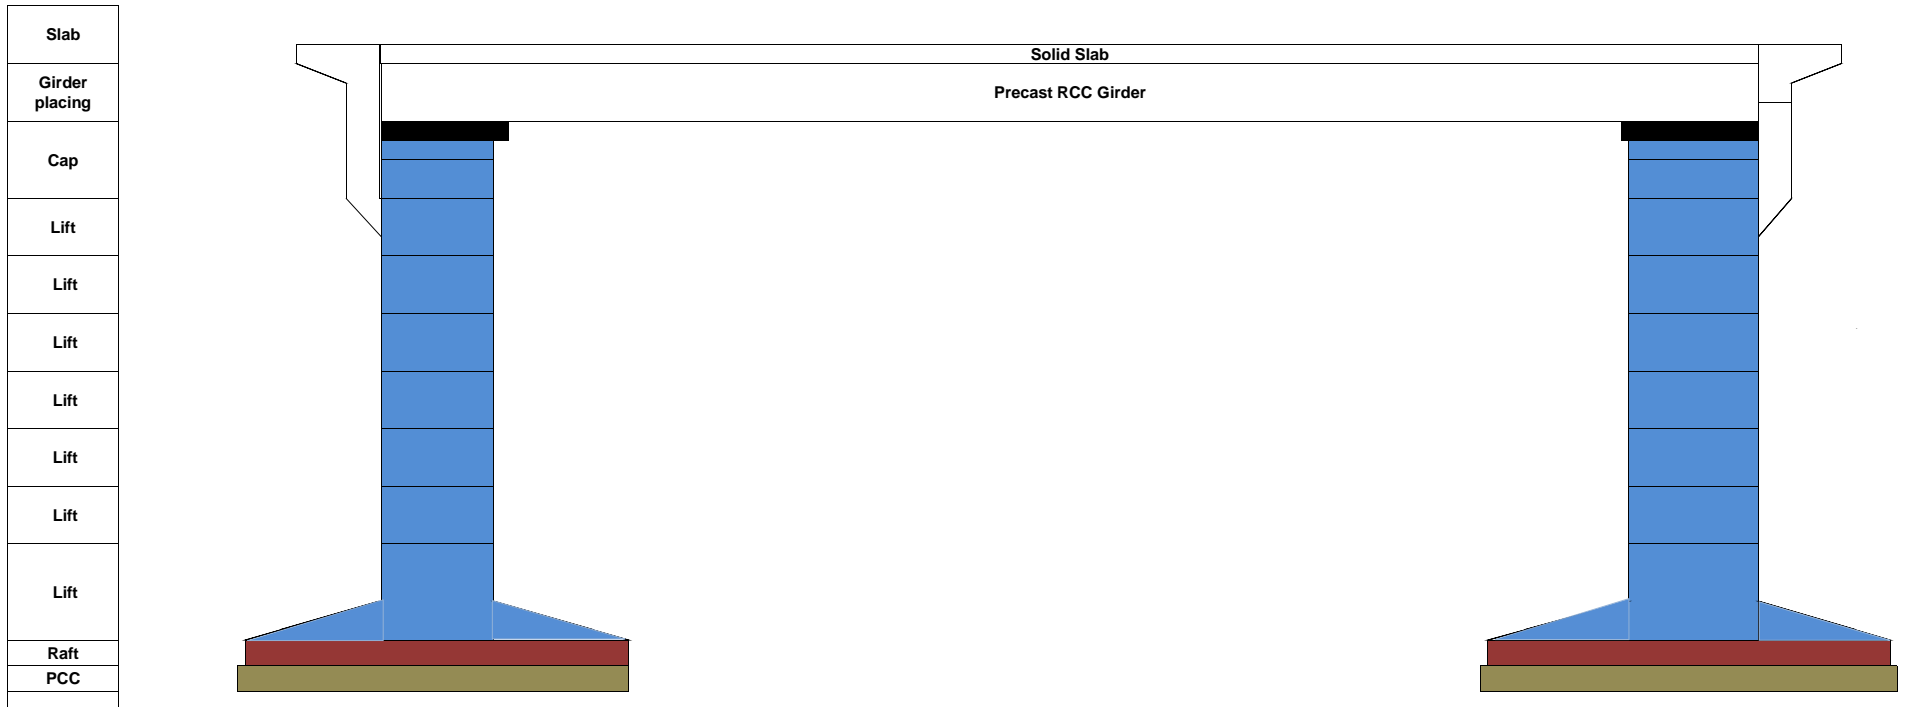 Slab
Solid Slab
Girder
placing
Precast RCC Girder
Cap
Lift
Lift
Lift
Lift
Lift
Lift
Lift
Raft
PCC